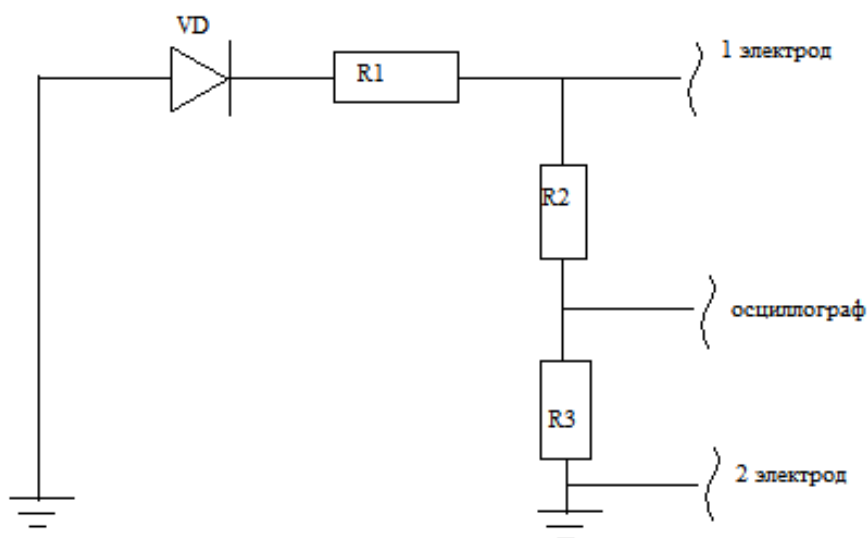 VD
1 электрод
R1
R2
осциллограф
R3
2 электрод